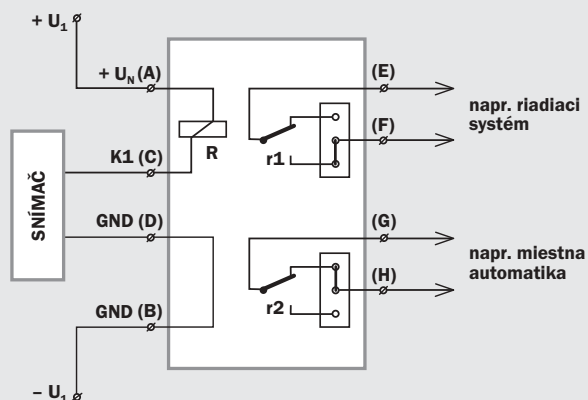 + U1
+ UN (A)
(E)
napr. riadiaci
systém
(F)
R
r1
K1 (C)
SNÍMAČ
GND (D)
(G)
napr. miestna
automatika
(H)
r2
GND (B)
– U1